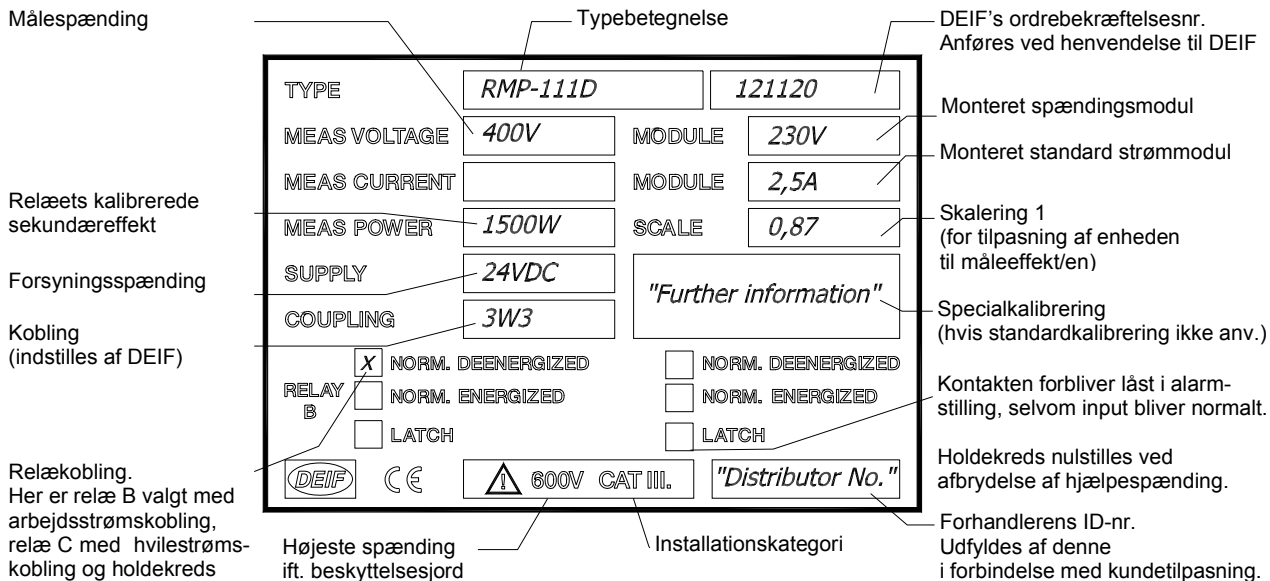 Målespænding
Typebetegnelse
DEIF's ordrebekræftelsesnr.
Anføres ved henvendelse til DEIF
TYPE RMP-111D 121120
MEAS VOLTAGE 400V MODULE 230V
Monteret spændingsmodul
MEAS CURRENT MODULE 2,5A
Monteret standard strømmodul
Relæets kalibrerede
sekundæreffekt
MEAS POWER 1500W SCALE 0,87
Skalering 1
(for tilpasning af enheden
til måleeffekt/en)
Forsyningsspænding
SUPPLY 24VDC
"Further information"
Specialkalibrering
(hvis standardkalibrering ikke anv.)
Kobling
(indstilles af DEIF)
COUPLING 3W3
X NORM. DEENERGIZED NORM. DEENERGIZED
RELAY
B
NORM. ENERGIZED NORM. ENERGIZED
LATCH LATCH
Kontakten forbliver låst i alarm-
stilling, selvom input bliver normalt.
Holdekreds nulstilles ved
afbrydelse af hjælpespænding.
Relækobling.
Her er relæ B valgt med
arbejdsstrømskobling,
relæ C med hvilestrøms-
kobling og holdekreds
DEIF CE 600V CAT III. "Distributor No."
Højeste spænding
ift. beskyttelsesjord
Installationskategori
Forhandlerens ID-nr.
Udfyldes af denne
i forbindelse med kundetilpasning.